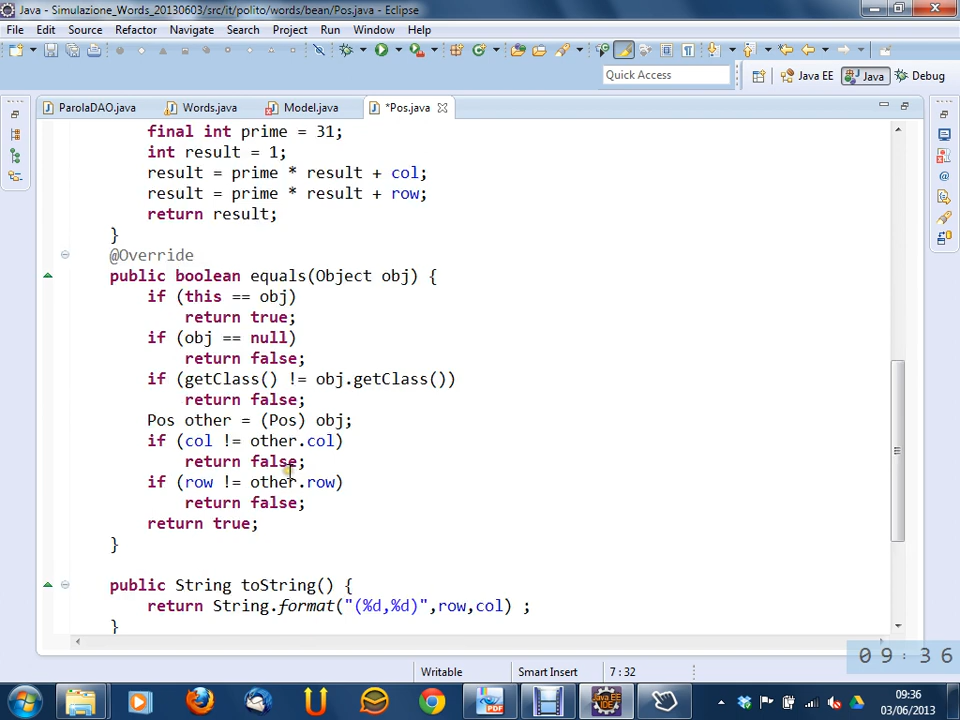 Java - Simulazione_Words_20130603/src/it/polito/words/bean/Pos.java - Eclipse
File Edit Source Refactor Navigate Search Project Run Window Help
Quick Access
Java EE
Java
Debug
ParolaDAO.java
Words.java
Model.java
*Pos.java
final int prime = 31;
int result = 1;
result = prime * result + col;
result = prime * result + row;
return result;
}
@Override
public boolean equals(Object obj) {
if (this == obj)
return true;
if (obj == null)
return false;
if (getClass() != obj.getClass())
return false;
Pos other = (Pos) obj;
if (col != other.col)
return false;
if (row != other.row)
return false;
return true;
}
public String toString() {
return String.format("(%d,%d)",row,col) ;
}
Writable
Smart Insert
7 : 32
09:36
09:36
03/06/2013